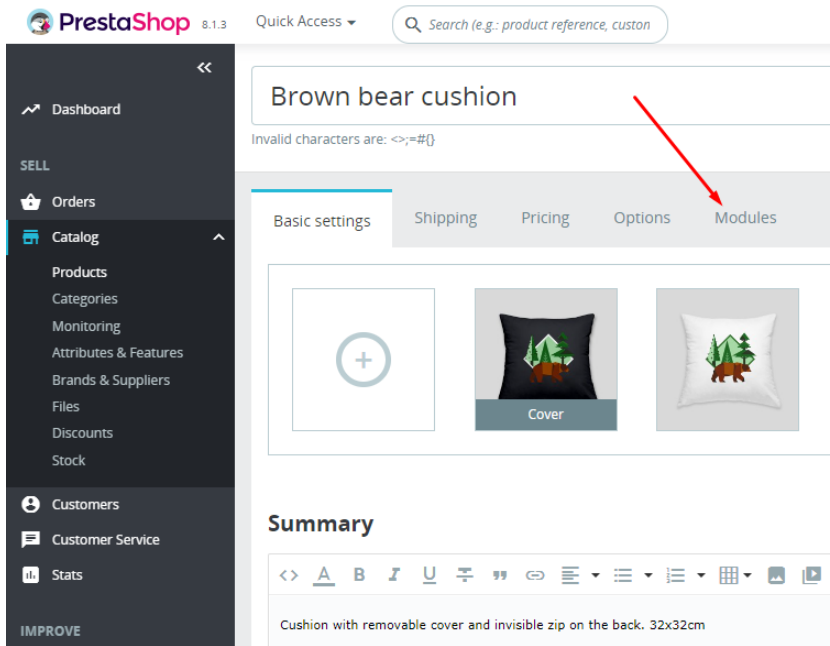 PrestaShop 8.1.3 Quick Access Search (e.g.: product reference, custon
Dashboard
SELL
Orders
Catalog
Products
Categories
Monitoring
Attributes & Features
Brands & Suppliers
Files
Discounts
Stock
Customers
Customer Service
Stats
IMPROVE
Brown bear cushion
Invalid characters are: <>;=#{}
Basic settings Shipping Pricing Options Modules
Cover
Summary
A B I U
Cushion with removable cover and invisible zip on the back. 32x32cm